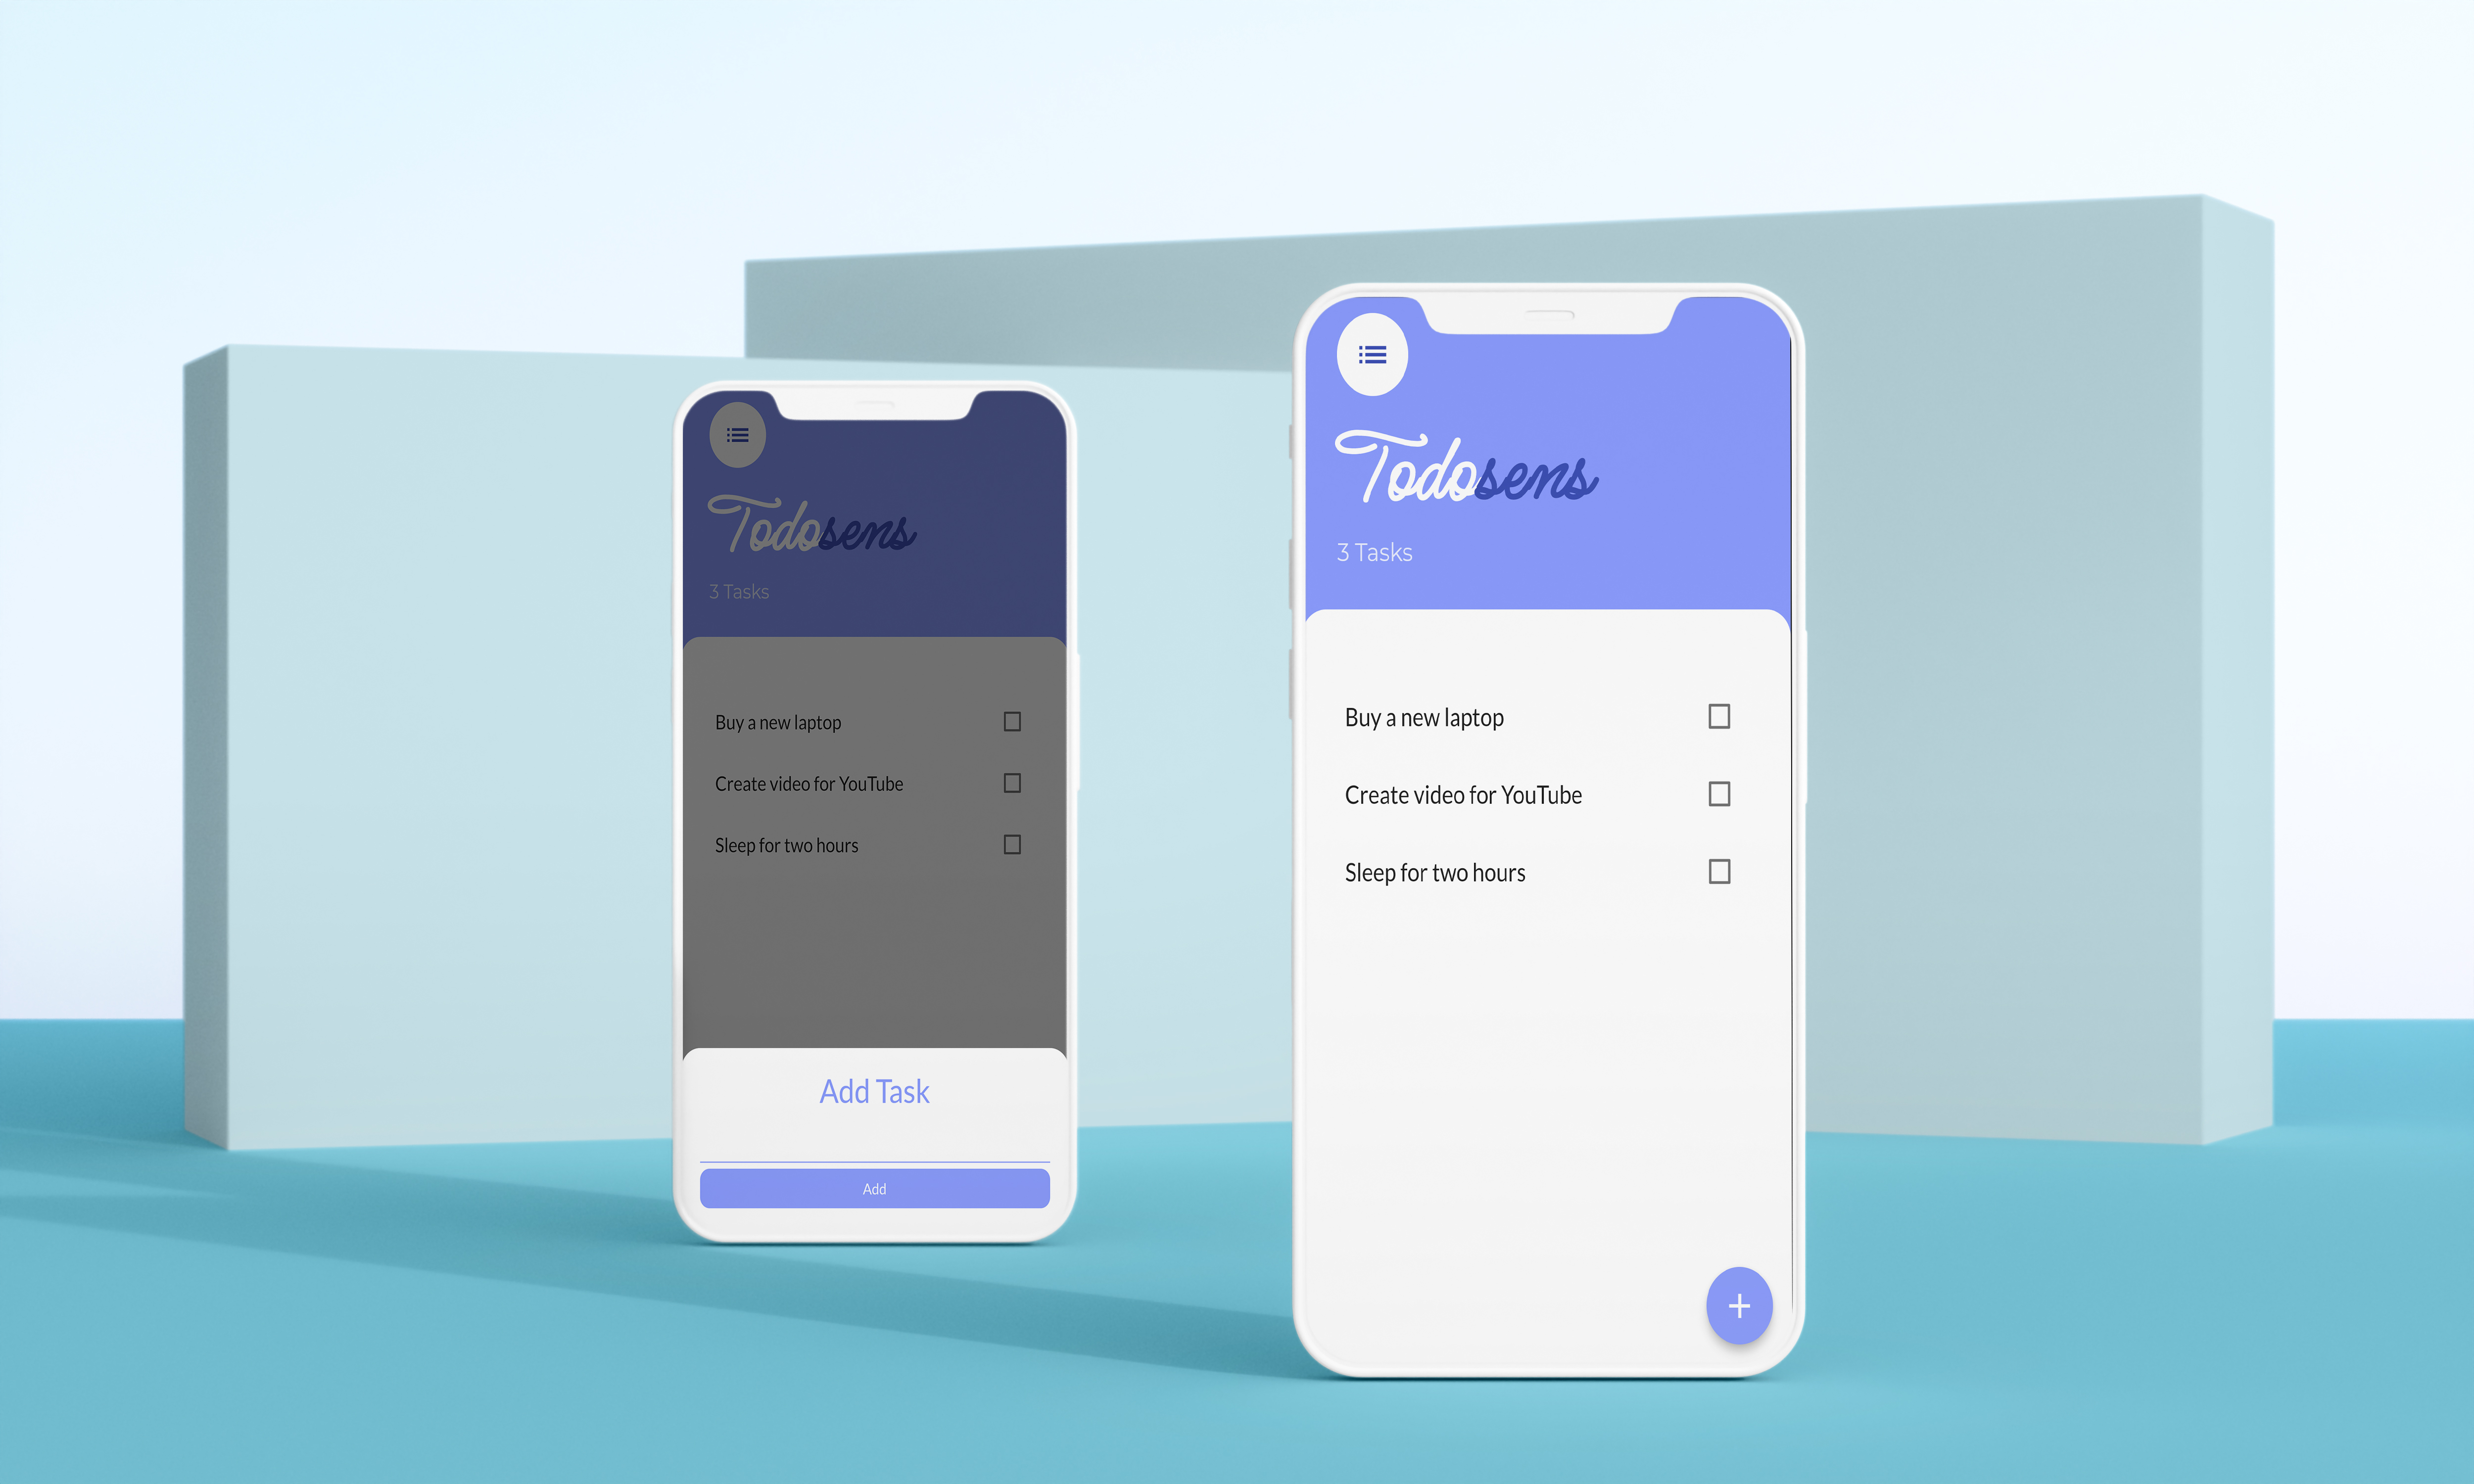 Todosens
3 Tasks
Buy a new laptop
Create video for YouTube
Sleep for two hours
Add Task
Add
Todosens
3 Tasks
Buy a new laptop
Create video for YouTube
Sleep for two hours
+